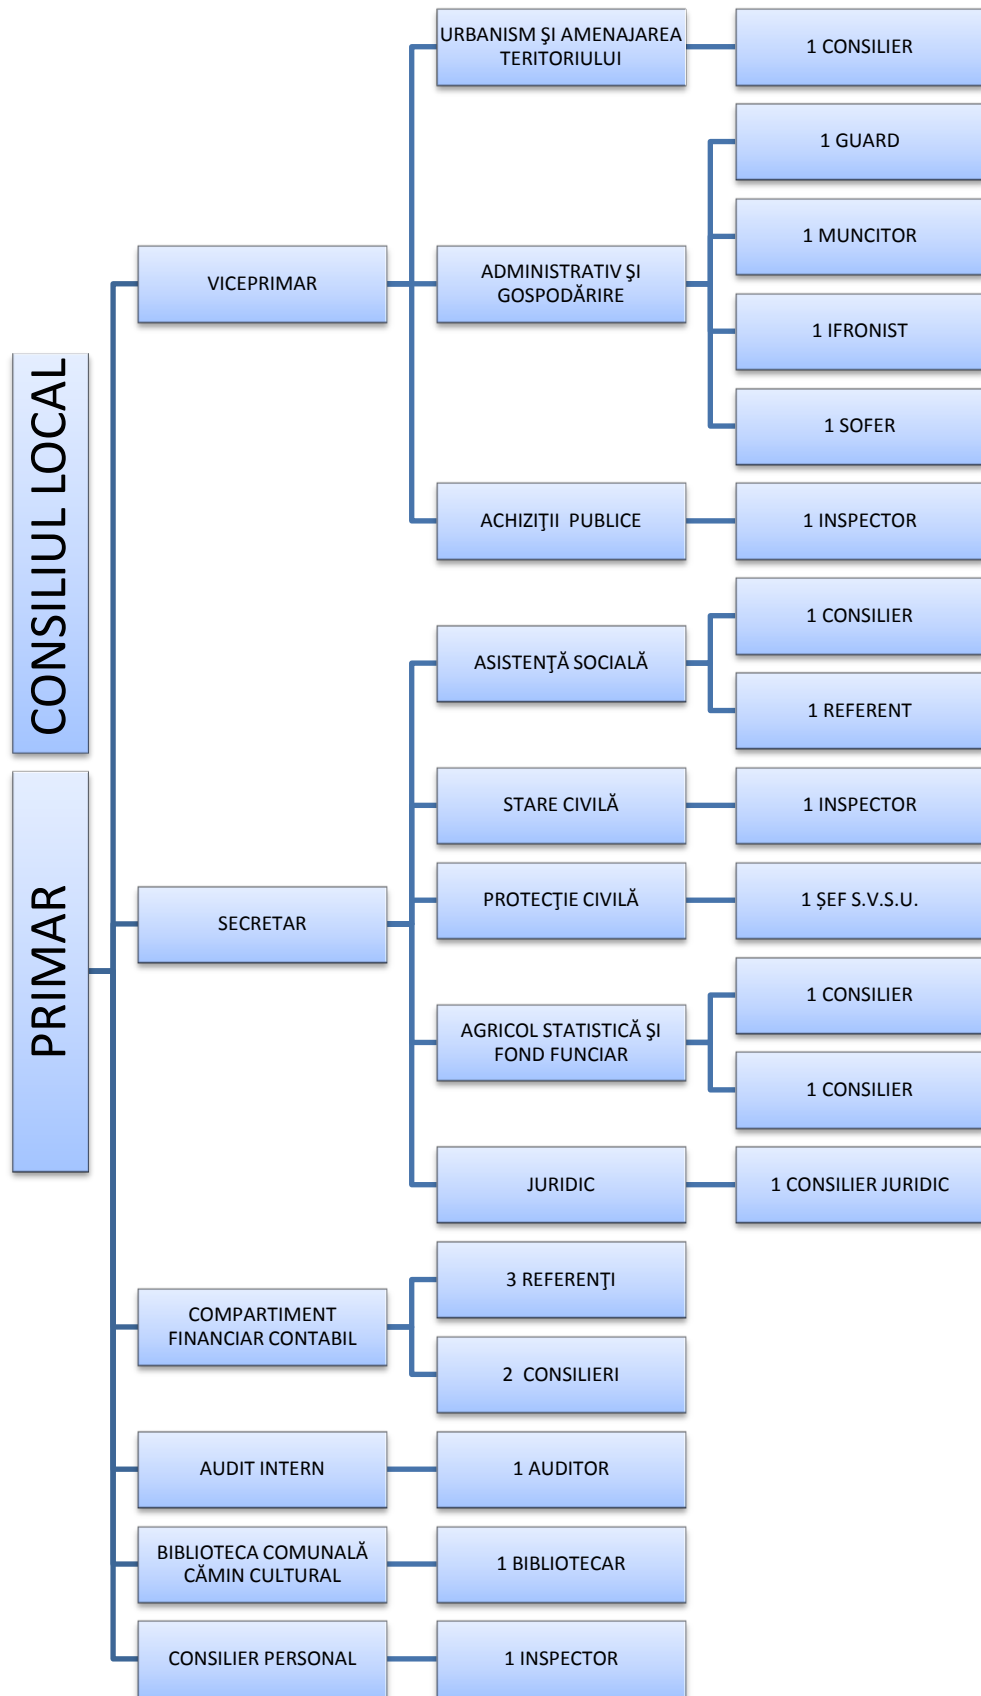 CONSILIUL LOCAL
PRIMAR
VICEPRIMAR
URBANISM ŞI AMENAJAREA
TERITORIULUI
1 CONSILIER
ADMINISTRATIV ŞI
GOSPODĂRIRE
1 GUARD
1 MUNCITOR
1 IFRONIST
1 SOFER
ACHIZIŢII  PUBLICE
1 INSPECTOR
SECRETAR
ASISTENŢĂ SOCIALĂ
1 CONSILIER
1 REFERENT
STARE CIVILĂ
1 INSPECTOR
PROTECŢIE CIVILĂ
1 ȘEF S.V.S.U.
AGRICOL STATISTICĂ ŞI
FOND FUNCIAR
1 CONSILIER
1 CONSILIER
JURIDIC
1 CONSILIER JURIDIC
COMPARTIMENT
FINANCIAR CONTABIL
3 REFERENŢI
2  CONSILIERI
AUDIT INTERN
1 AUDITOR
BIBLIOTECA COMUNALĂ
CĂMIN CULTURAL
1 BIBLIOTECAR
CONSILIER PERSONAL
1 INSPECTOR